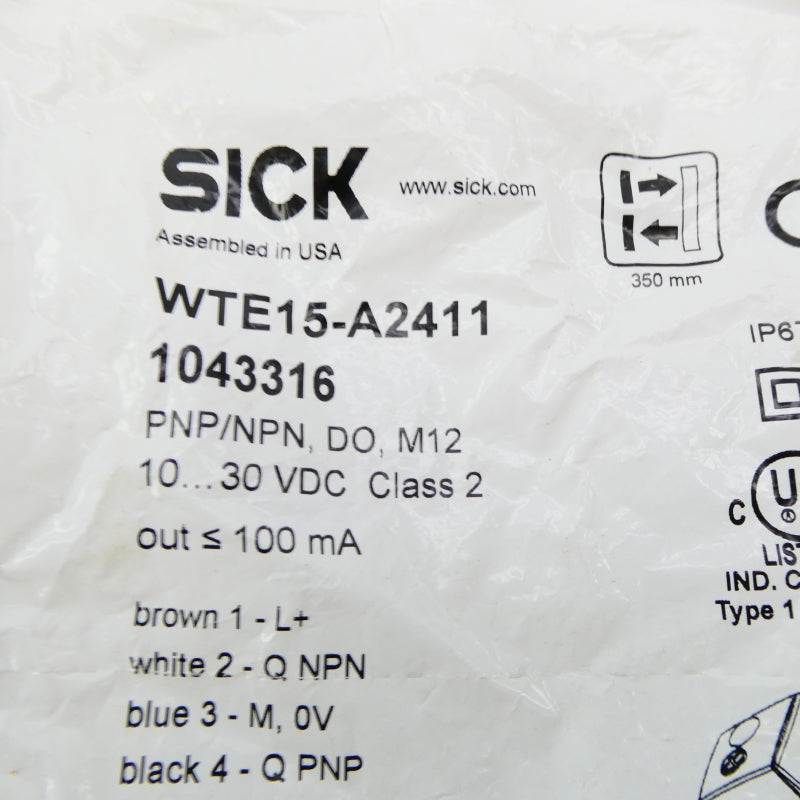 SICK
www.sick.com
Assembled in USA
350 mm
WTE15-A2411
1043316
IP67
PNP/NPN, DO, M12
10...30 VDC Class 2
C U
out ≤ 100 mA
LIS
IND. C
Type 1
brown 1 - L+
white 2 - Q NPN
blue 3 - M, 0V
black 4 - Q PNP